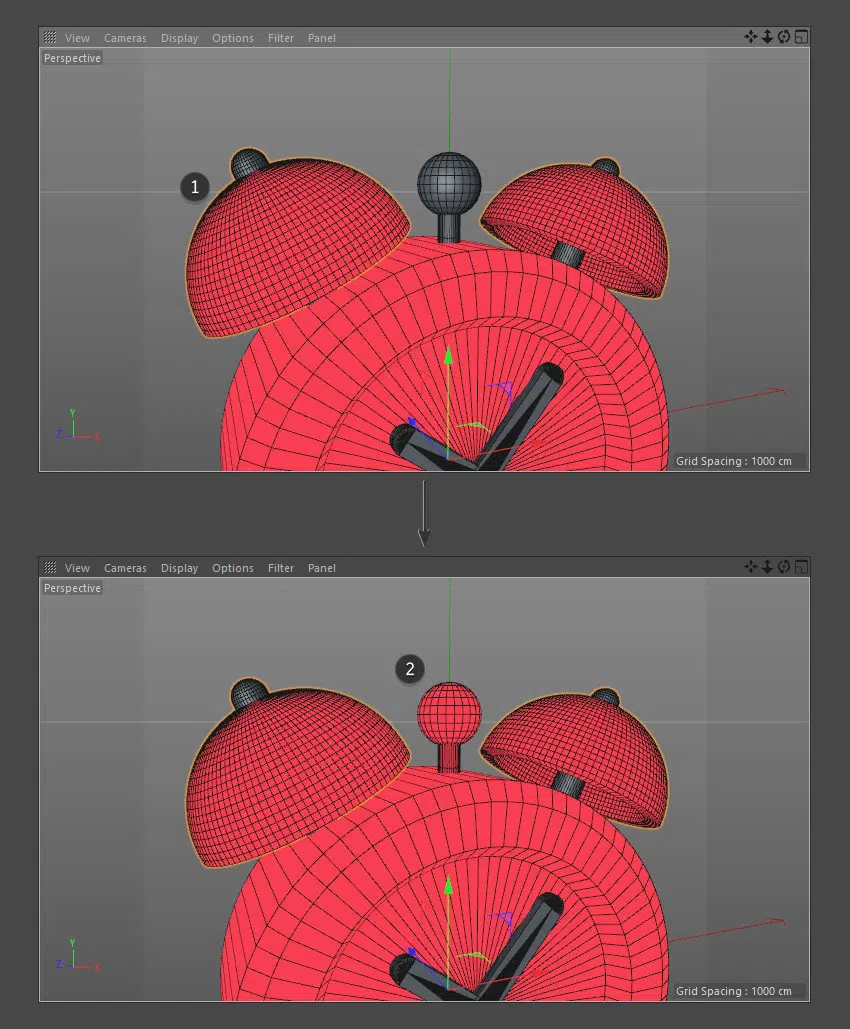 View Cameras Display Options Filter Panel
Perspective
1
Y
Z X
Grid Spacing : 1000 cm
View Cameras Display Options Filter Panel
Perspective
2
Y
Z X
Grid Spacing : 1000 cm